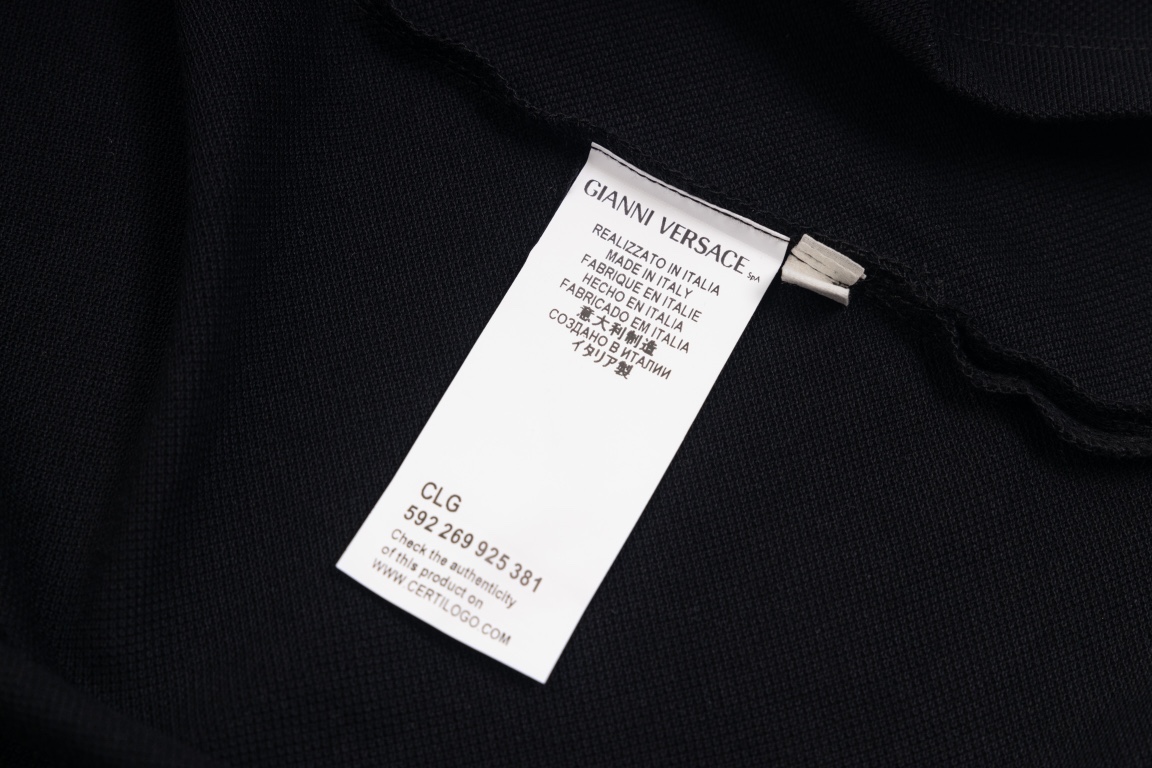 GIANNI VERSACE SpA
REALIZZATO IN ITALIA
MADE IN ITALY
FABRIQUE EN ITALIE
HECHO EN ITALIA
FABRICADO EM ITALIA
意大利制造
СОЗДАНО В ИТАЛИИ
イタリア製
CLG
592 269 925 381
Check the authenticity
of this product on
WWW.CERTILOGO.COM